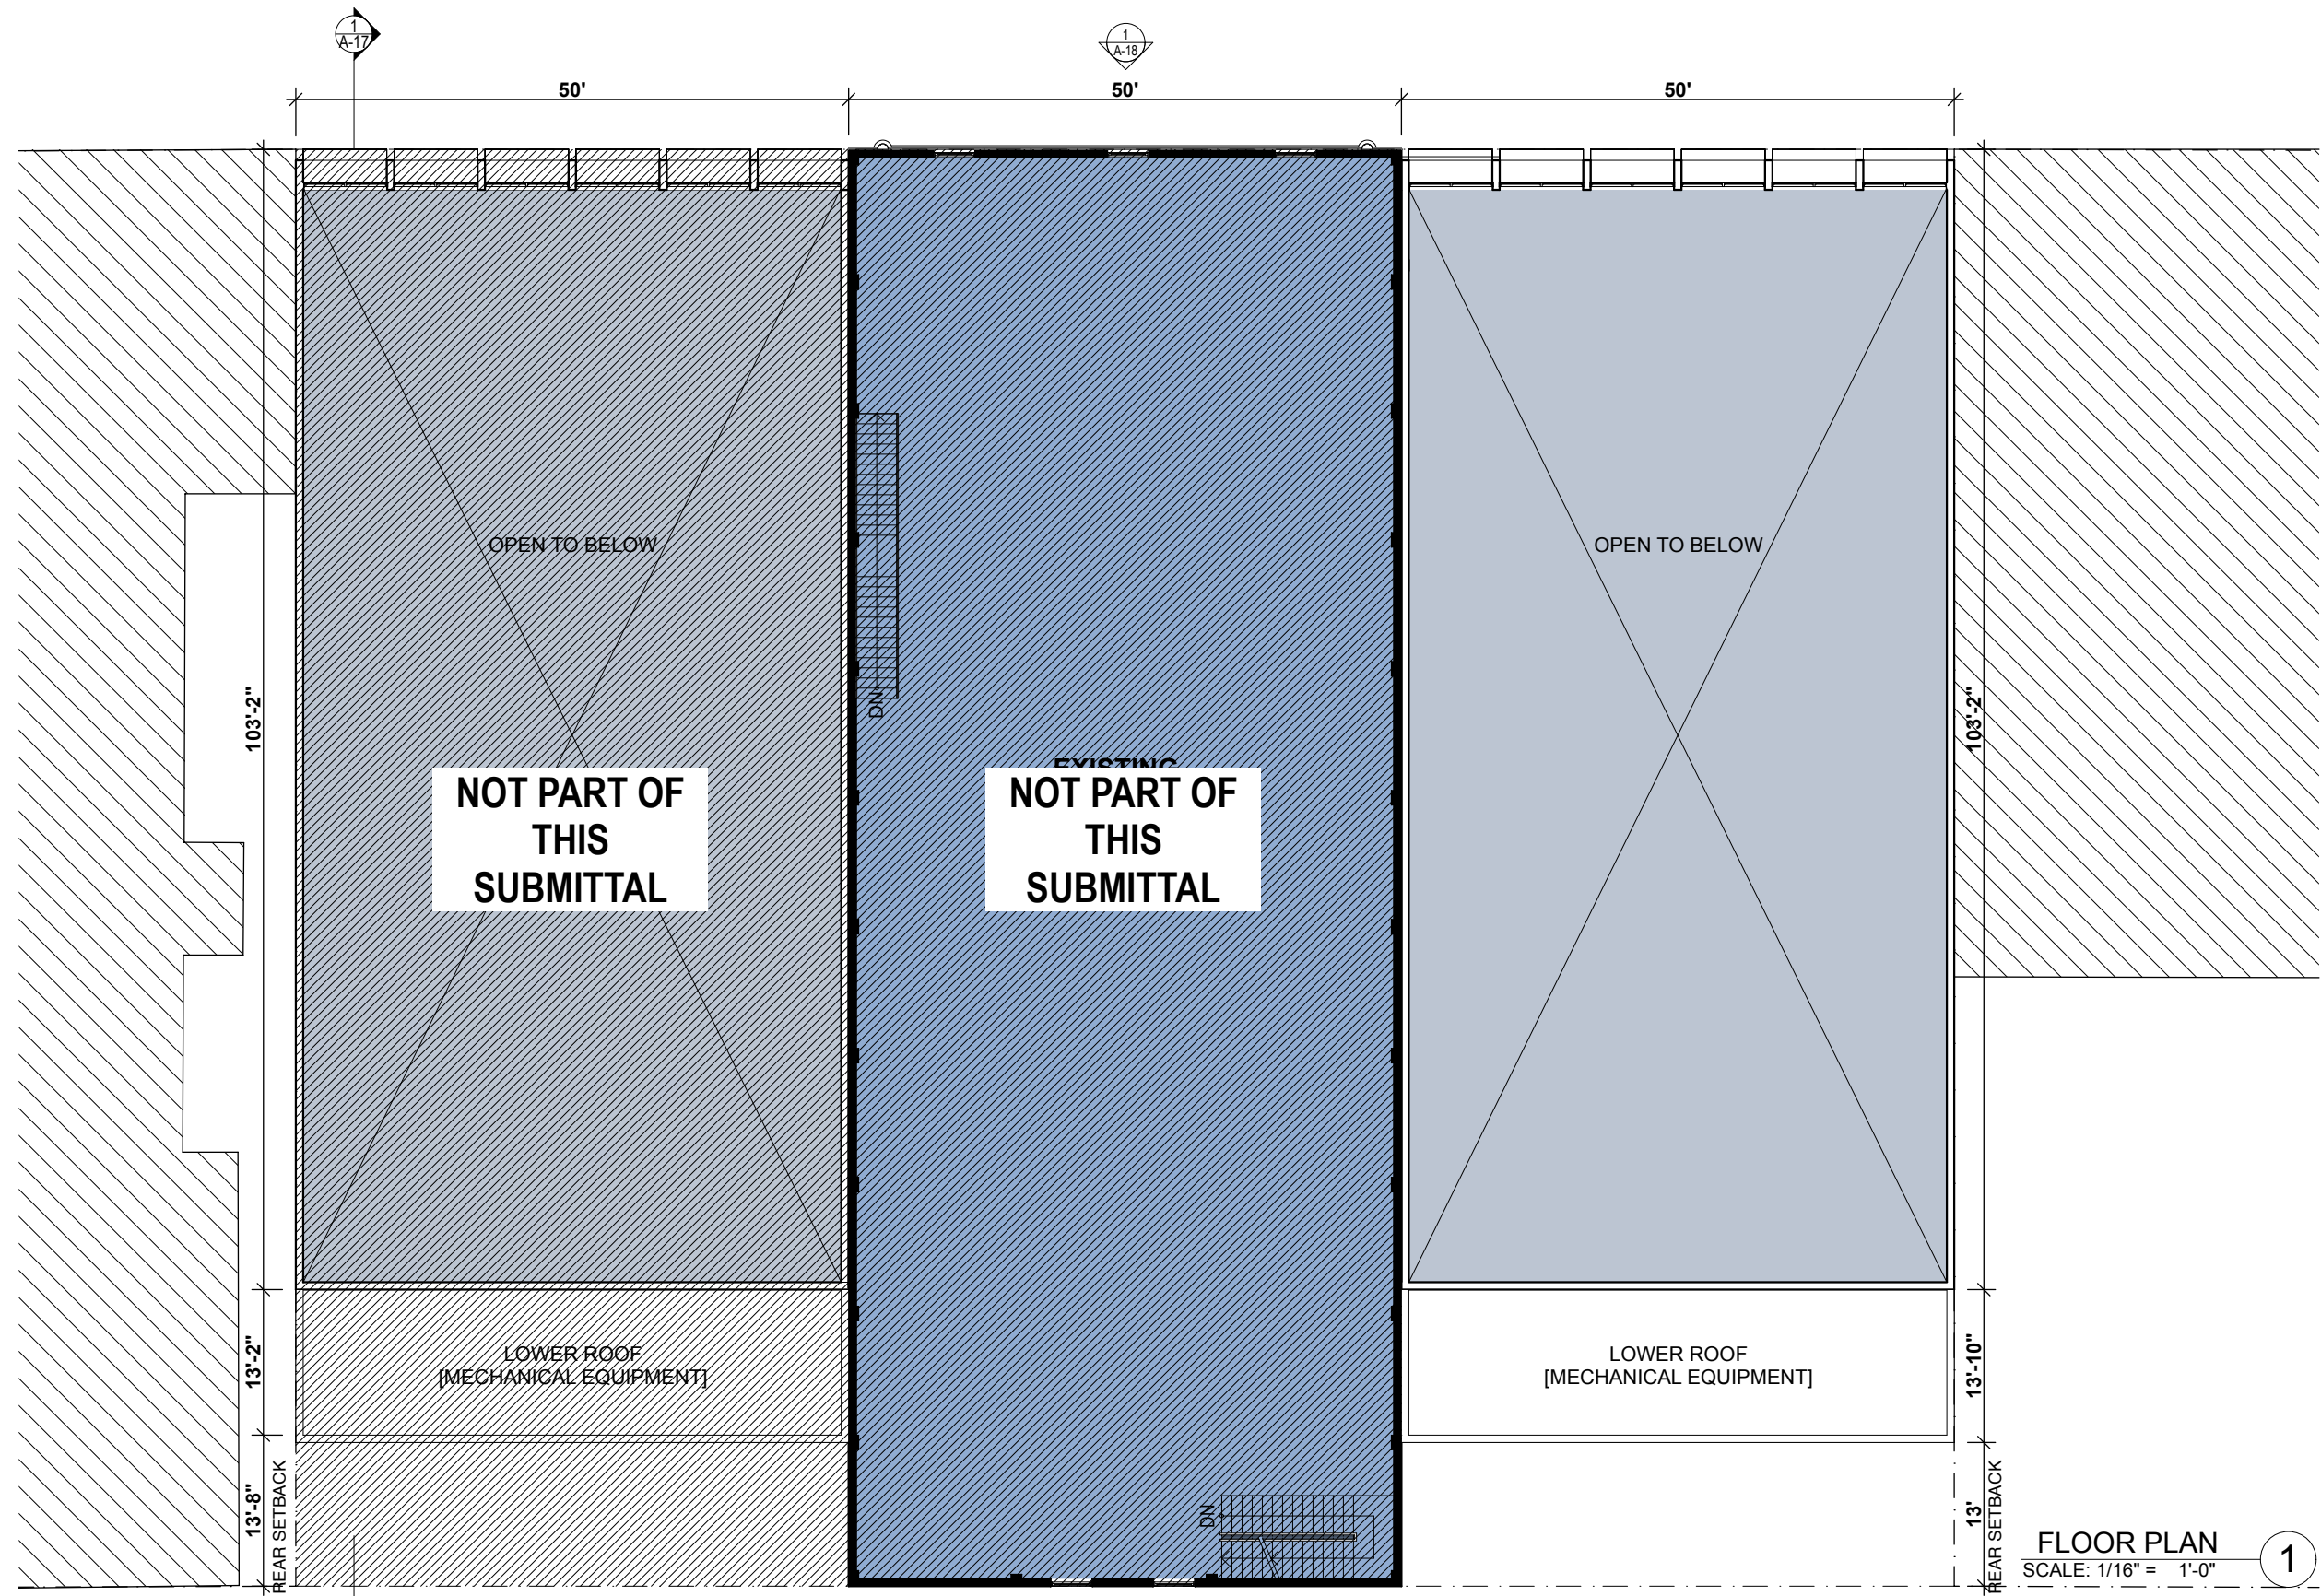 1
A-17
1
A-18
50'
50'
50'
OPEN TO BELOW
OPEN TO BELOW
DN
103'-2"
103'-2"
EXISTING
NOT PART OF
THIS
SUBMITTAL
NOT PART OF
THIS
SUBMITTAL
LOWER ROOF
[MECHANICAL EQUIPMENT]
LOWER ROOF
[MECHANICAL EQUIPMENT]
13'-2"
13'-10"
13'-8"
REAR SETBACK
DN
13'
REAR SETBACK
FLOOR PLAN
SCALE: 1/16" = 1'-0"
1